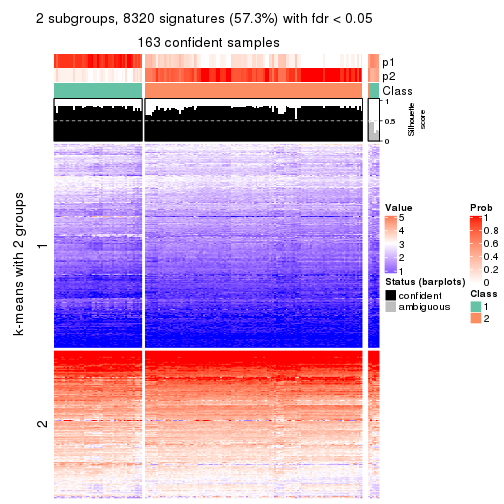 2 subgroups, 8320 signatures (57.3%) with fdr < 0.05
163 confident samples
p1
p2
Class
1
0.5
0
Silhouette
score
k-means with 2 groups
1
2
Value
5
4
3
2
1
Status (barplots)
confident
ambiguous
Prob
1
0.8
0.6
0.4
0.2
0
Class
1
2